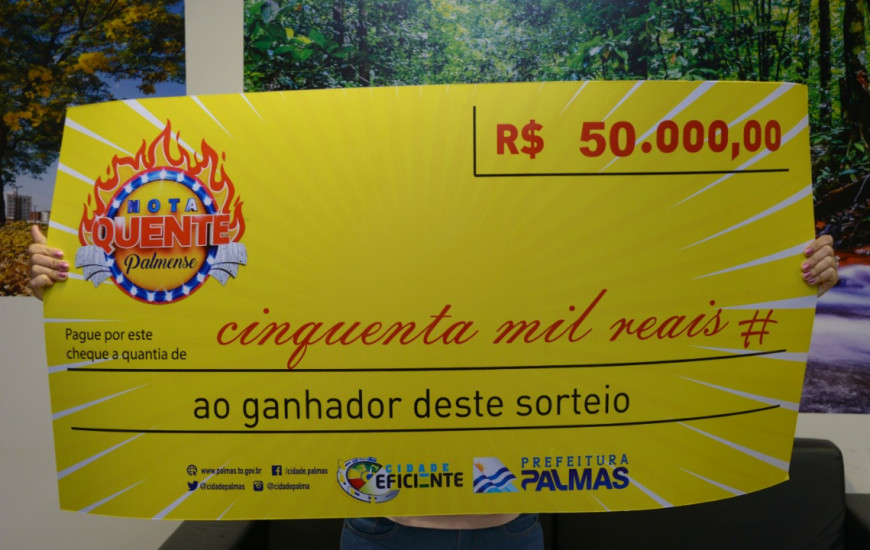 R$ 50.000,00
NOTA
QUENTE
Palmense
Pague por este
cheque a quantia de
cinquenta mil reais #
ao ganhador deste sorteio
www.palmas.to.gov.br /cidade.palmas
@cidadepalmas @cidadepalma
CIDADE
EFICIENTE
PREFEITURA
PALMAS